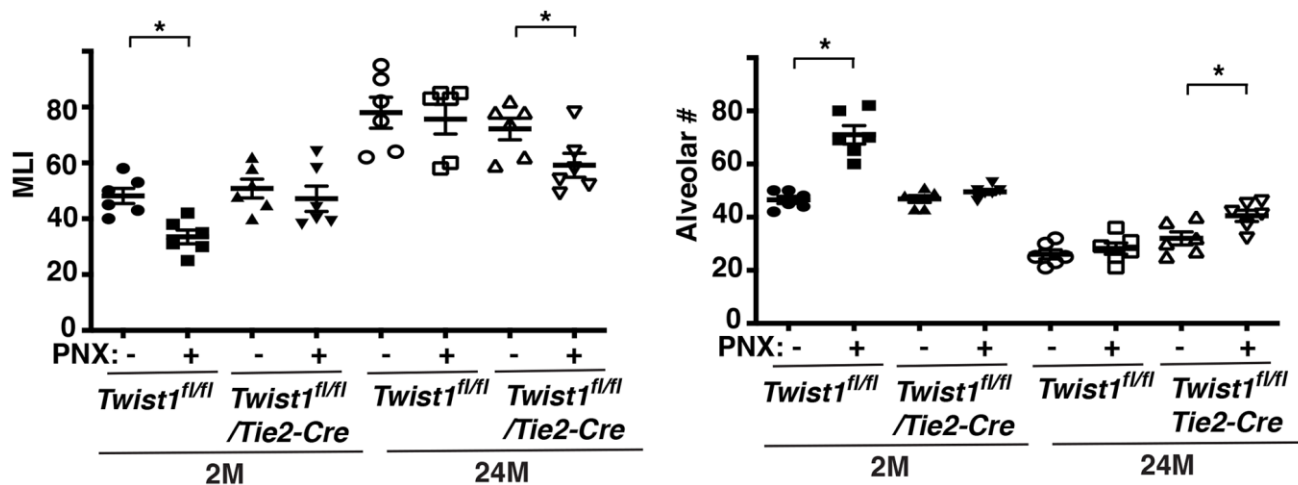 *
*
MLI
80
60
40
20
0
PNX: - + - + - + - +
Twist1fl/fl Twist1fl/fl Twist1fl/fl Twist1fl/fl
/Tie2-Cre /Tie2-Cre
2M 24M
*
*
Alveolar #
80
60
40
20
0
PNX: - + - + - + - +
Twist1fl/fl Twist1fl/fl Twist1fl/fl Twist1fl/fl
/Tie2-Cre Tie2-Cre
2M 24M